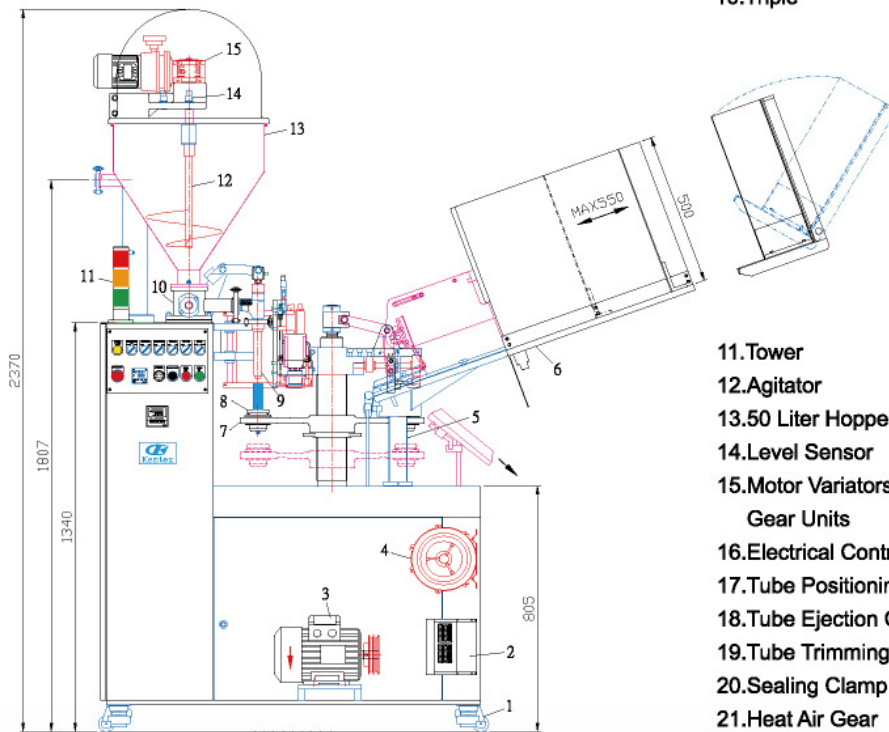 15
14
13
12
11
10
9
8
7
6
5
4
3
2
1
2370
1807
1340
805
MAX550
500
Kenter
11.Tower
12.Agitator
13.50 Liter Hoppe
14.Level Sensor
15.Motor Variators
Gear Units
16.Electrical Contr
17.Tube Positionin
18.Tube Ejection
19.Tube Trimming
20.Sealing Clamp
21.Heat Air Gear